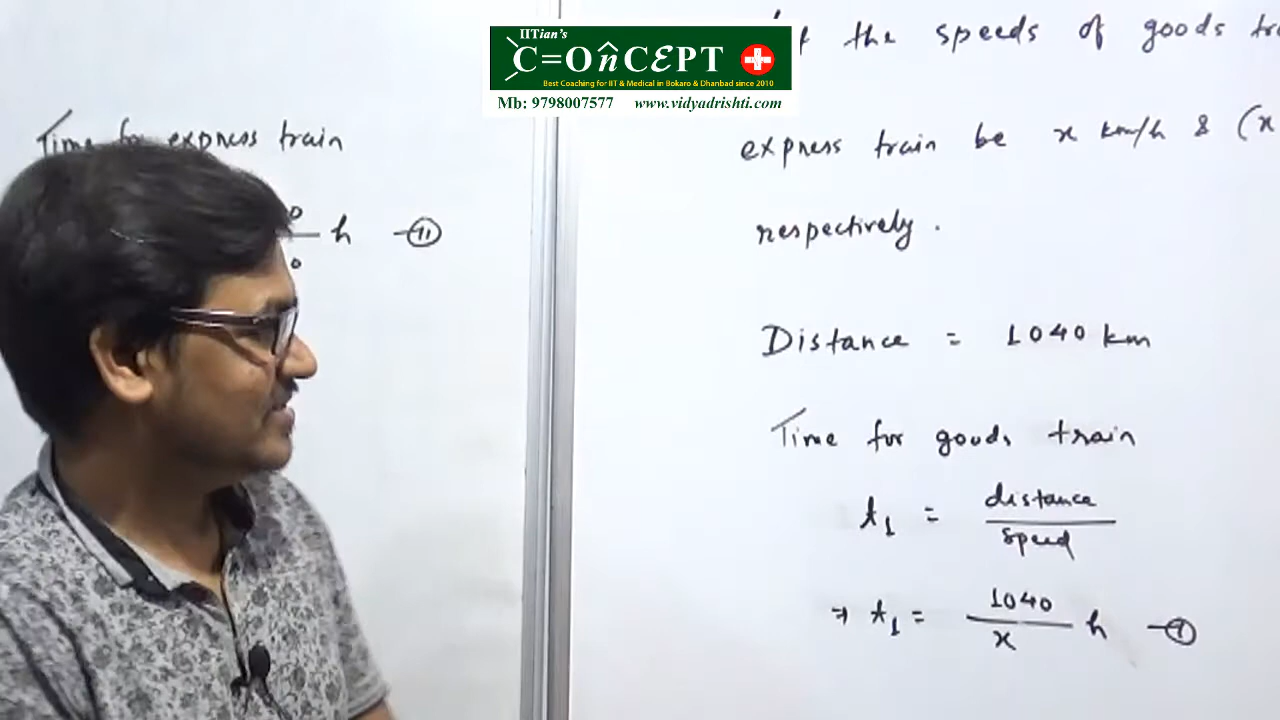 IITian's
C=OnCEPT
Best Coaching for IIT & Medical in Bokaro & Dhanbad since 2010
Mb: 9798007577 www.vidyadrishti.com
Time for express train
h —(11)
the speeds of goods
express train be x km/h & (x
respectively.
Distance = 1040 km
Time for goods train
t₁ = distance/speed
⇒ t₁ = 1040/x h —(1)